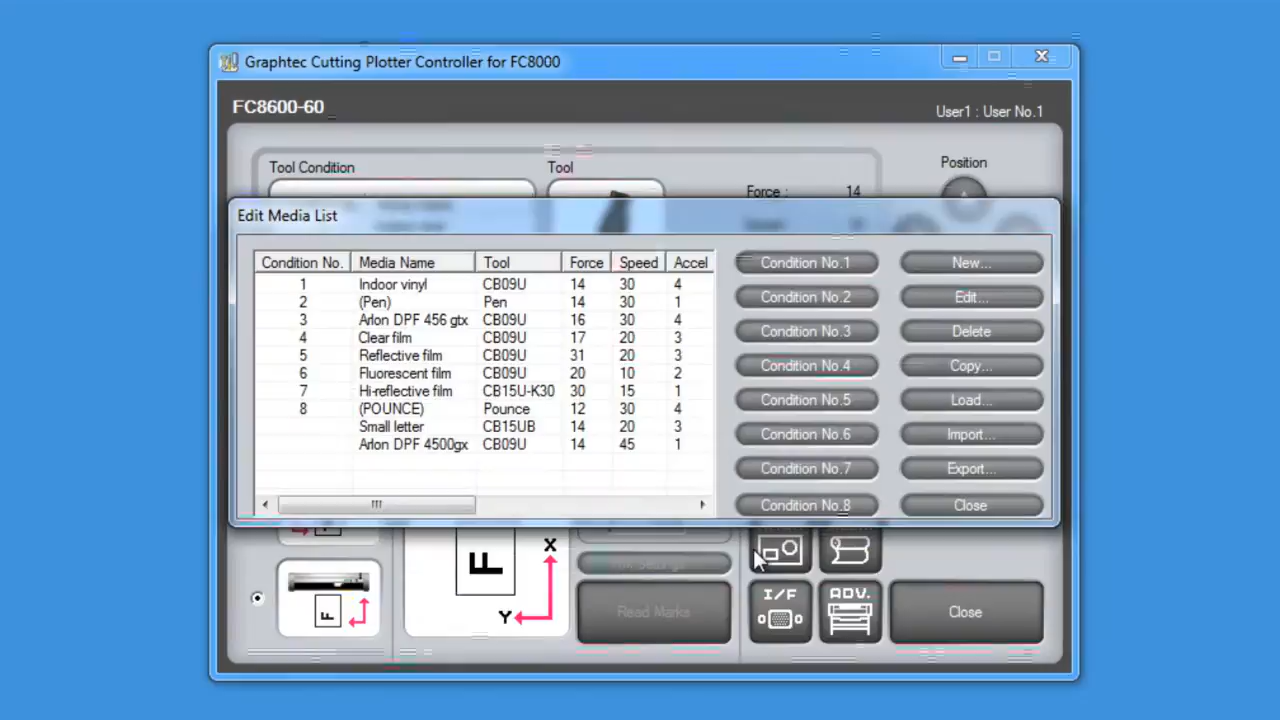 Graphtec Cutting Plotter Controller for FC8000
FC8600-60
User1 : User No.1
Tool Condition
Tool
Position
Force :
14
Edit Media List
Condition No. Media Name Tool Force Speed Accel
1 Indoor vinyl CB09U 14 30 4
2 (Pen) Pen 14 30 1
3 Arlon DPF 456 gtx CB09U 16 30 4
4 Clear film CB09U 17 20 3
5 Reflective film CB09U 31 20 3
6 Fluorescent film CB09U 20 10 2
7 Hi-reflective film CB15U-K30 30 15 1
8 (POUNCE) Pounce 12 30 4
Small letter CB15UB 14 20 3
Arlon DPF 4500gx CB09U 14 45 1
Condition No.1
Condition No.2
Condition No.3
Condition No.4
Condition No.5
Condition No.6
Condition No.7
Condition No.8
New...
Edit...
Delete
Copy...
Load...
Import...
Export...
Close
F
F
X
Y
Read Marks
I/F
ADV.
Close